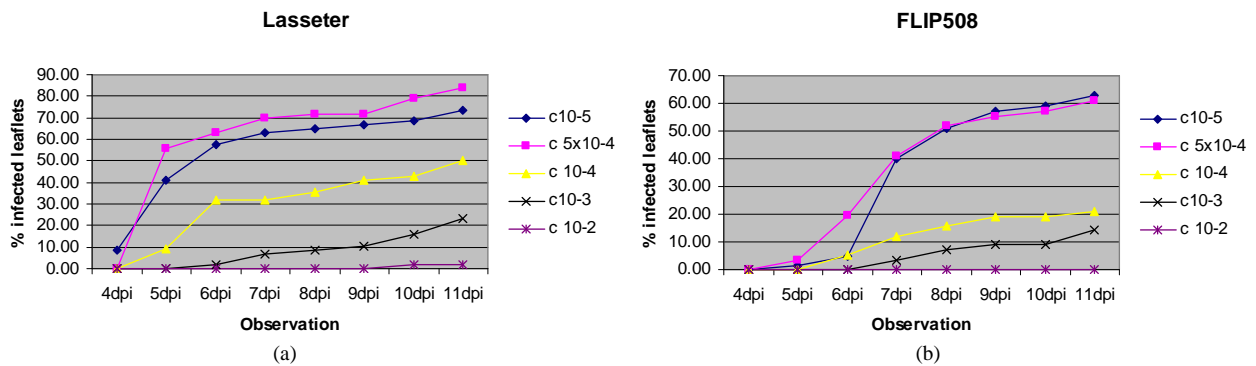 Lasseter
% infected leaflets
90.00
80.00
70.00
60.00
50.00
40.00
30.00
20.00
10.00
0.00
4dpi 5dpi 6dpi 7dpi 8dpi 9dpi 10dpi 11dpi
Observation
c10-5
c 5x10-4
c 10-4
c10-3
c 10-2
(a)
FLIP508
% infected leaflets
70.00
60.00
50.00
40.00
30.00
20.00
10.00
0.00
4dpi 5dpi 6dpi 7dpi 8dpi 9dpi 10dpi 11dpi
Observation
c10-5
c 5x10-4
c 10-4
c10-3
c 10-2
(b)